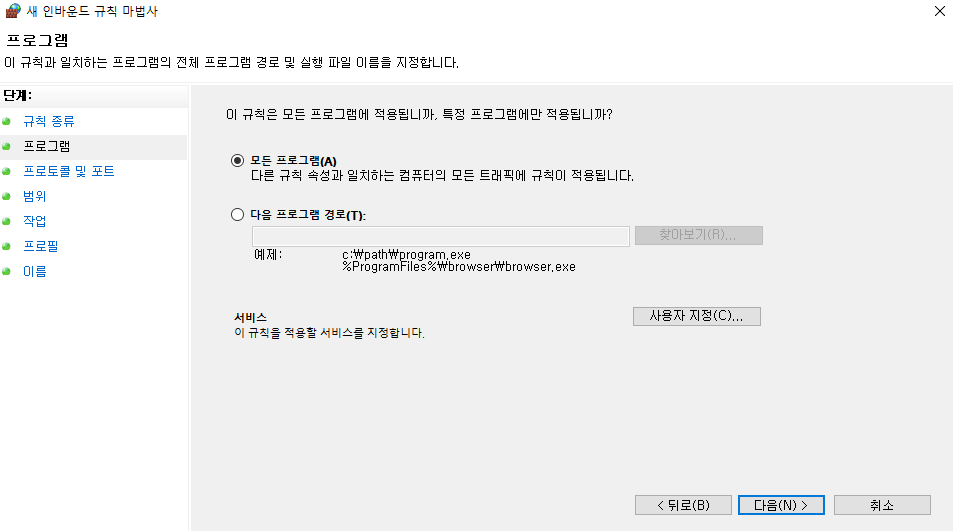 새 인바운드 규칙 마법사
프로그램
이 규칙과 일치하는 프로그램의 전체 프로그램 경로 및 실행 파일 이름을 지정합니다.
단계:
규칙 종류
프로그램
프로토콜 및 포트
범위
작업
프로필
이름
이 규칙은 모든 프로그램에 적용됩니까, 특정 프로그램에만 적용됩니까?
모든 프로그램(A)
다른 규칙 속성과 일치하는 컴퓨터의 모든 트래픽에 규칙이 적용됩니다.
다음 프로그램 경로(T):
찾아보기(R)...
예제: c:\path\program.exe
%ProgramFiles%\browser\browser.exe
서비스
이 규칙을 적용할 서비스를 지정합니다.
사용자 지정(C)...
< 뒤로(B) 다음(N) > 취소